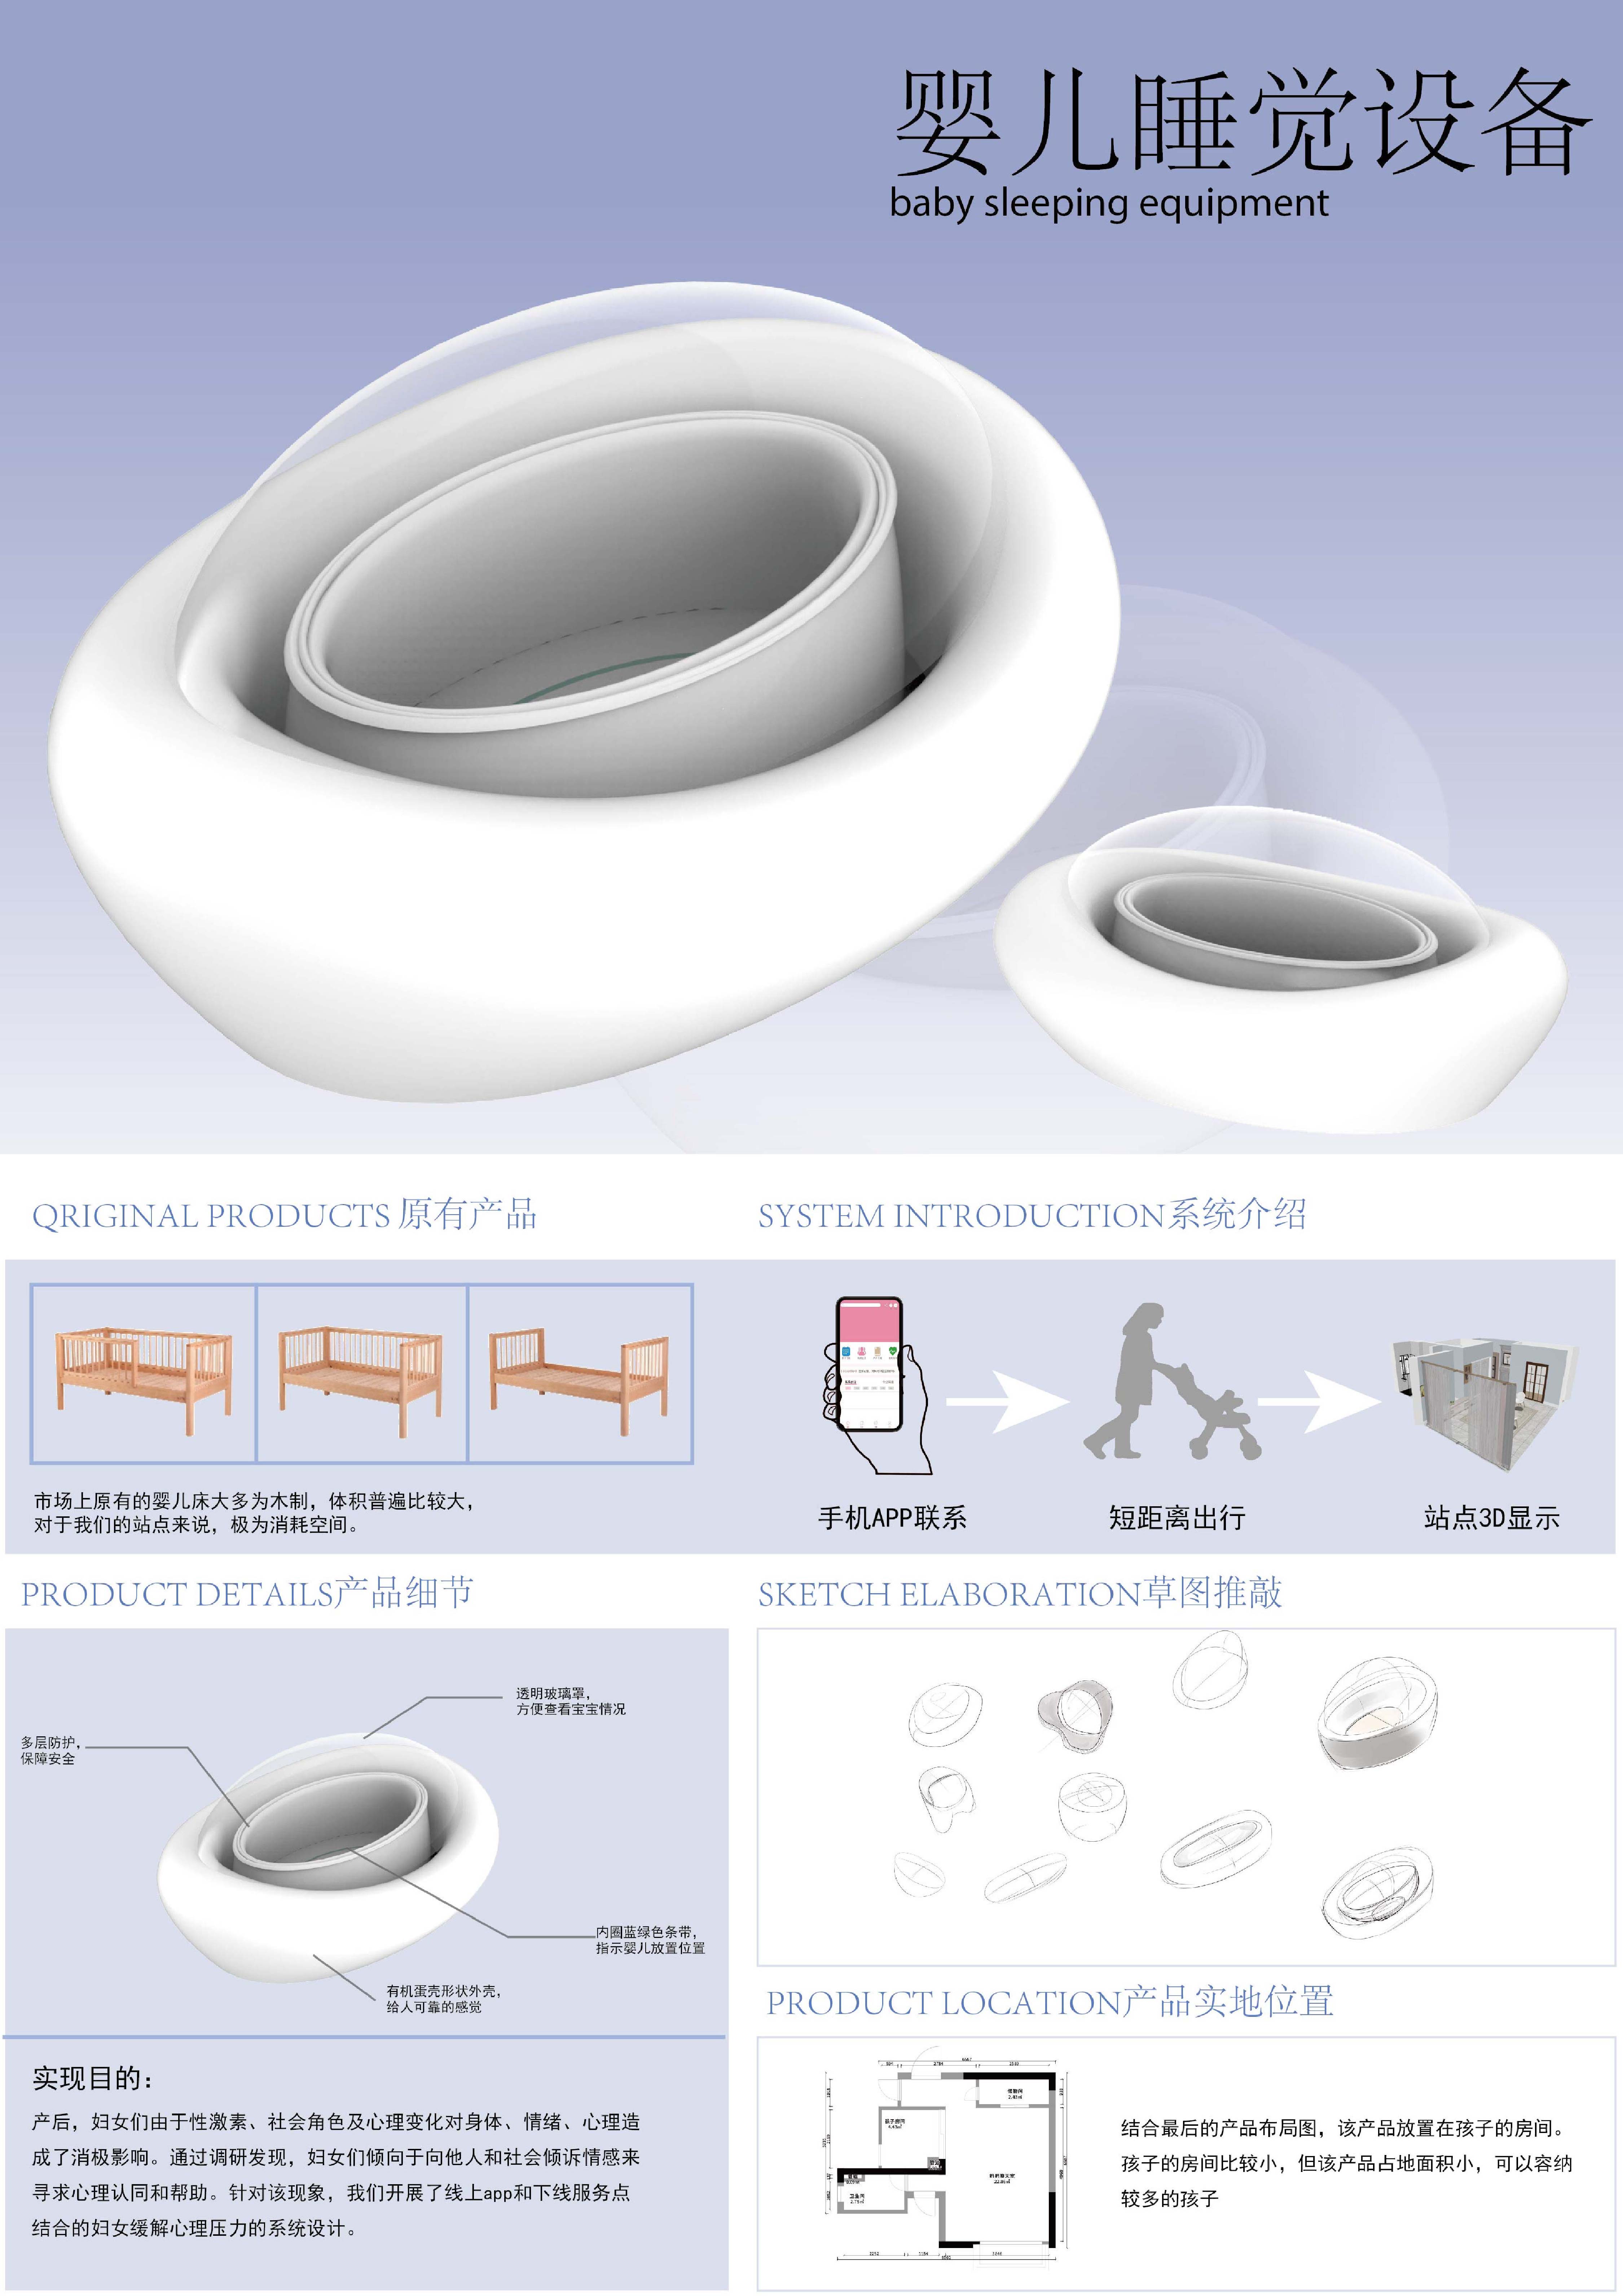 婴儿睡觉设备
baby sleeping equipment
QRIGINAL PRODUCTS 原有产品
市场上原有的婴儿床大多为木制，体积普遍比较大，
对于我们的站点来说，极为消耗空间。
SYSTEM INTRODUCTION系统介绍
手机APP联系
短距离出行
站点3D显示
PRODUCT DETAILS产品细节
透明玻璃罩，
方便查看宝宝情况
多层防护，
保障安全
内圈蓝绿色条带，
指示婴儿放置位置
有机蛋壳形状外壳，
给人可靠的感觉
实现目的：
产后，妇女们由于性激素、社会角色及心理变化对身体、情绪、心理造
成了消极影响。通过调研发现，妇女们倾向于向他人和社会倾诉情感来
寻求心理认同和帮助。针对该现象，我们开展了线上app和下线服务点
结合的妇女缓解心理压力的系统设计。
SKETCH ELABORATION草图推敲
PRODUCT LOCATION产品实地位置
卫生间
结合最后的产品布局图，该产品放置在孩子的房间。
孩子的房间比较小，但该产品占地面积小，可以容纳
较多的孩子